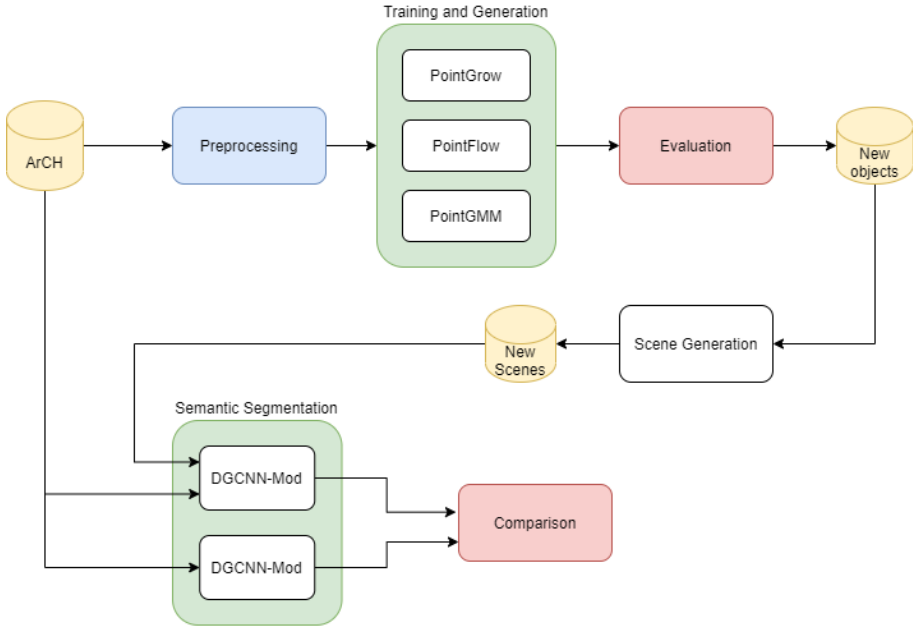 Training and Generation
PointGrow
ArCH
Preprocessing
PointFlow
Evaluation
New
objects
PointGMM
New
Scenes
Scene Generation
Semantic Segmentation
DGCNN-Mod
Comparison
DGCNN-Mod